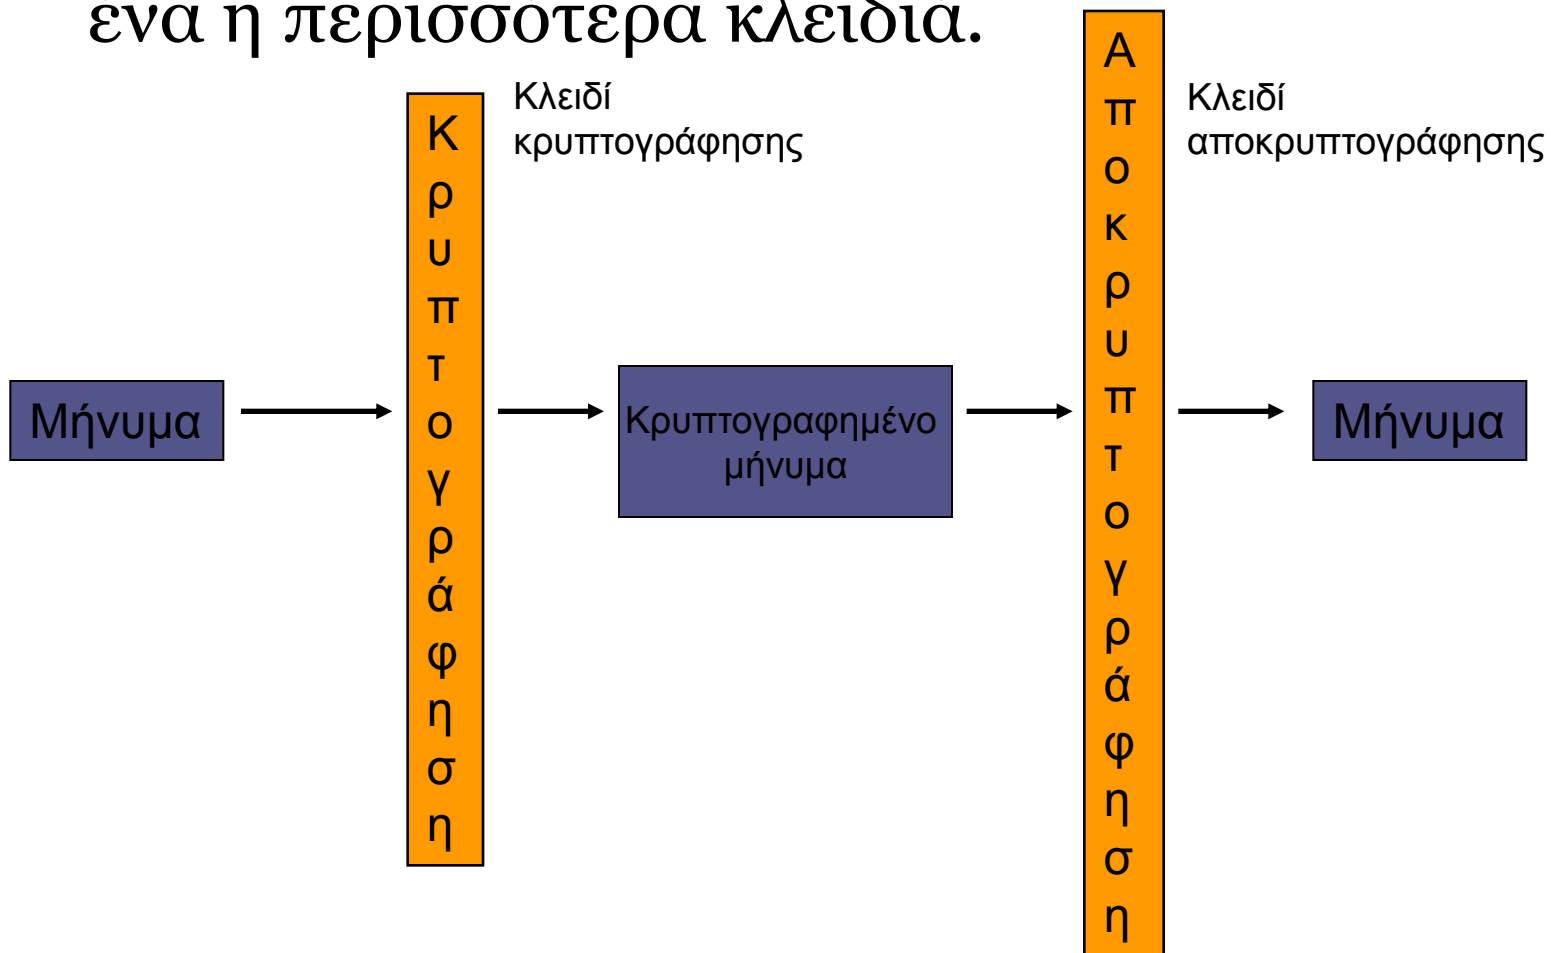 ένα ή περισσότερα κλειδιά.
Κλειδί
κρυπτογράφησης
Κλειδί
αποκρυπτογράφησης
Κρυπτογράφηση
Αποκρυπτογράφηση
Μήνυμα
Κρυπτογραφημένο
μήνυμα
Μήνυμα